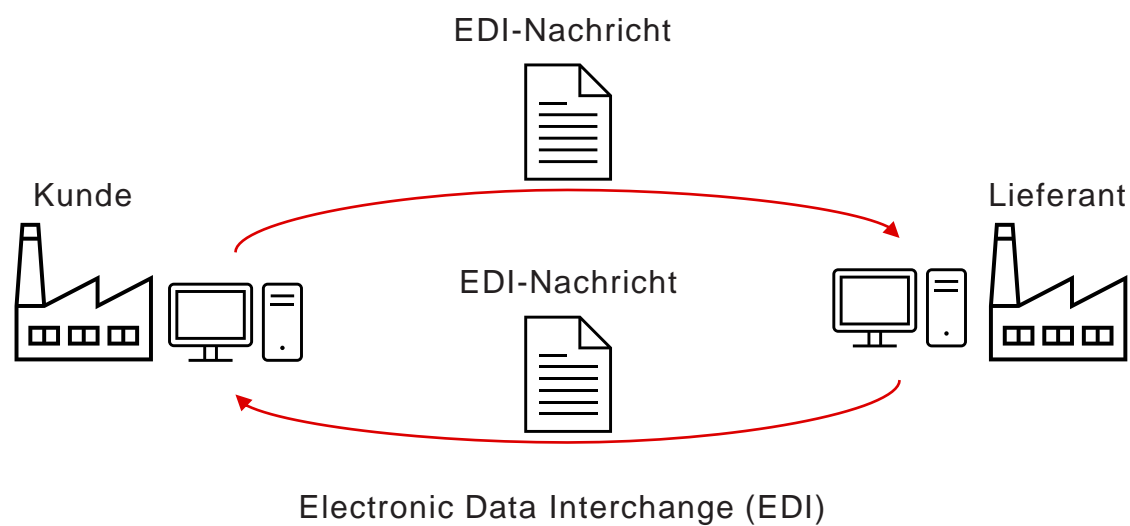 EDI-Nachricht
Kunde
Lieferant
EDI-Nachricht
Electronic Data Interchange (EDI)